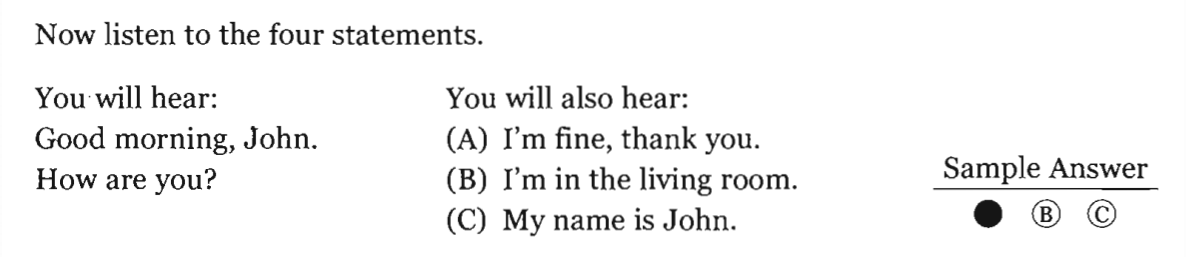 Now listen to the four statements.
You will hear:
Good morning, John.
How are you?
You will also hear:
(A) I'm fine, thank you.
(B) I'm in the living room.
(C) My name is John.
Sample Answer
Ⓑ Ⓒ